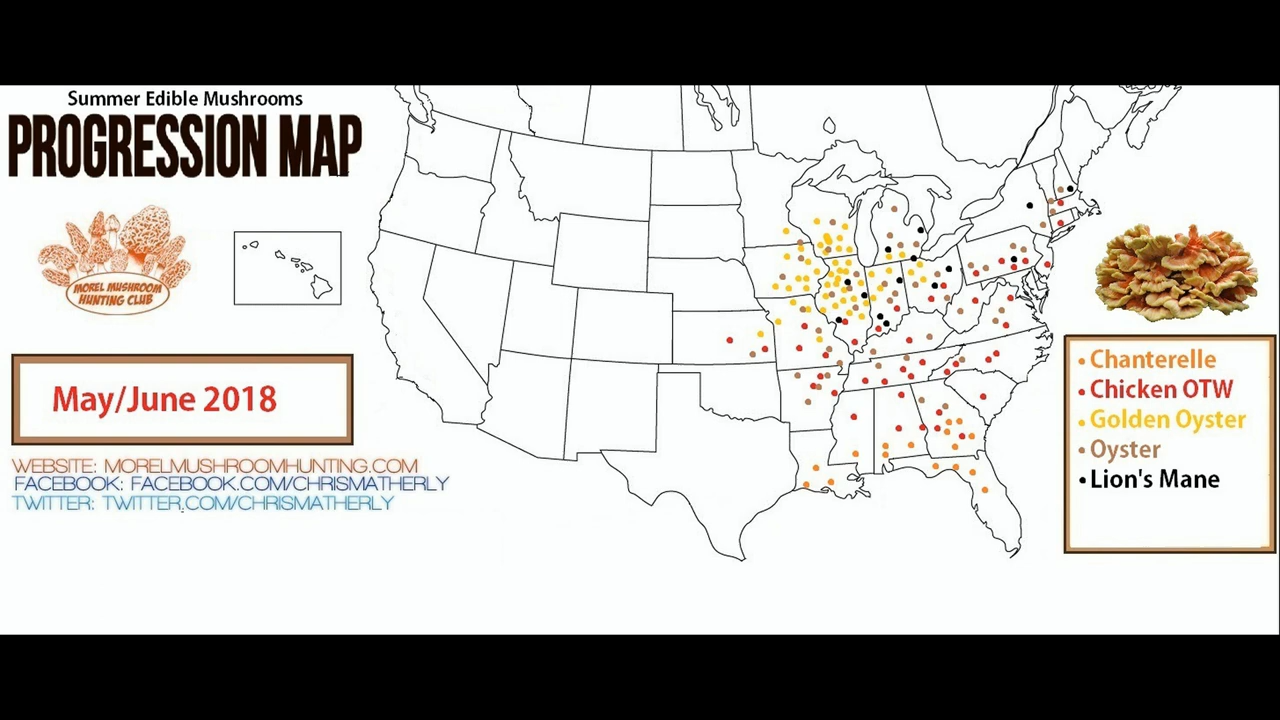 Summer Edible Mushrooms
PROGRESSION MAP
MOREL MUSHROOM
HUNTING CLUB
May/June 2018
WEBSITE: MORELMUSHROOMHUNTING.COM
FACEBOOK: FACEBOOK.COM/CHRISMATHERLY
TWITTER: TWITTER.COM/CHRISMATHERLY
• Chanterelle
• Chicken OTW
• Golden Oyster
• Oyster
• Lion's Mane